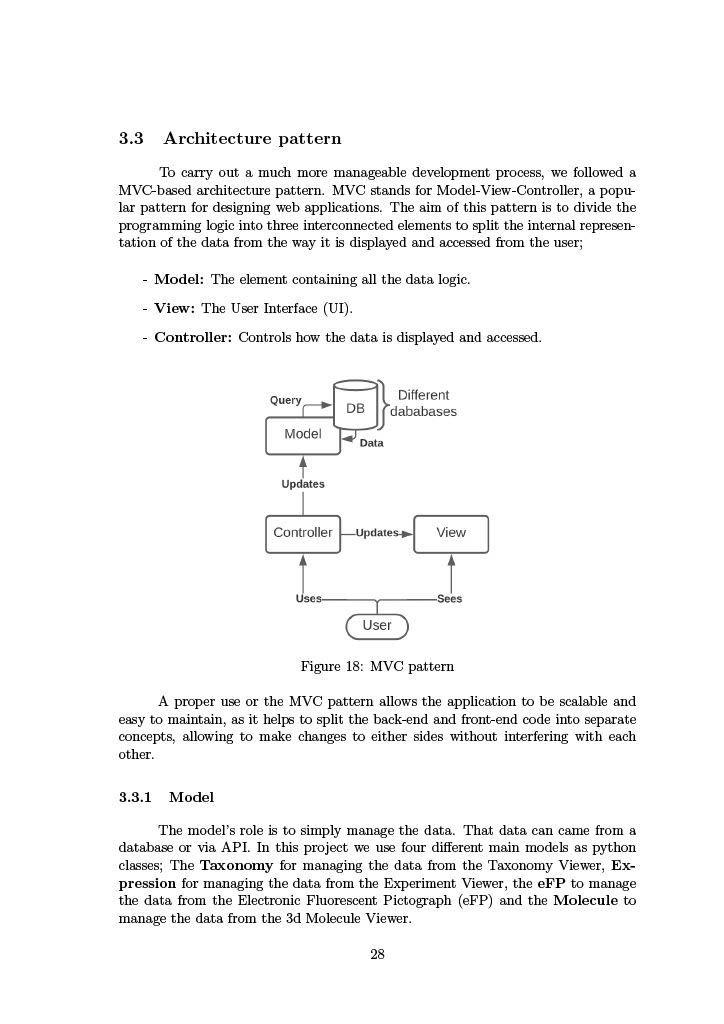 3.3 Architecture pattern
To carry out a much more manageable development process, we followed a
MVC-based architecture pattern. MVC stands for Model-View-Controller, a popu-
lar pattern for designing web applications. The aim of this pattern is to divide the
programming logic into three interconnected elements to split the internal represen-
tation of the data from the way it is displayed and accessed from the user;
- Model: The element containing all the data logic.
- View: The User Interface (UI).
- Controller: Controls how the data is displayed and accessed.
Query
DB
Different
dababases
Model
Data
Updates
Controller
Updates
View
Uses
Sees
User
Figure 18: MVC pattern
A proper use or the MVC pattern allows the application to be scalable and
easy to maintain, as it helps to split the back-end and front-end code into separate
concepts, allowing to make changes to either sides without interfering with each
other.
3.3.1 Model
The model's role is to simply manage the data. That data can came from a
database or via API. In this project we use four different main models as python
classes; The Taxonomy for managing the data from the Taxonomy Viewer, Ex-
pression for managing the data from the Experiment Viewer, the eFP to manage
the data from the Electronic Fluorescent Pictograph (eFP) and the Molecule to
manage the data from the 3d Molecule Viewer.
28